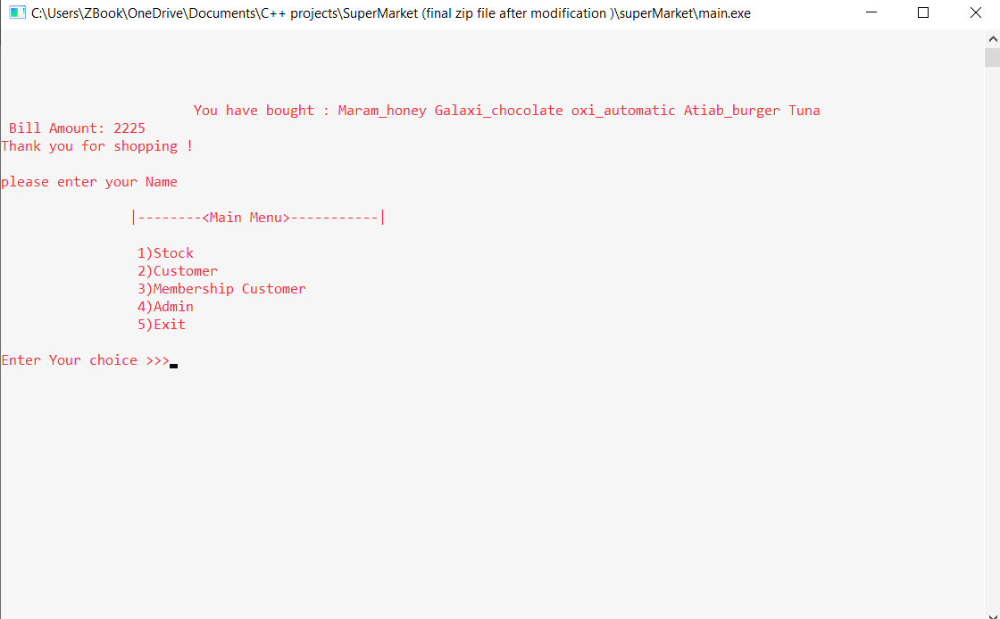 C:\Users\ZBook\OneDrive\Documents\C++ projects\SuperMarket (final zip file after modification )\superMarket\main.exe
You have bought : Maram_honey Galaxi_chocolate oxi_automatic Atiab_burger Tuna
Bill Amount: 2225
Thank you for shopping !
please enter your Name
|--------<Main Menu>-----------|
1)Stock
2)Customer
3)Membership Customer
4)Admin
5)Exit
Enter Your choice >>>